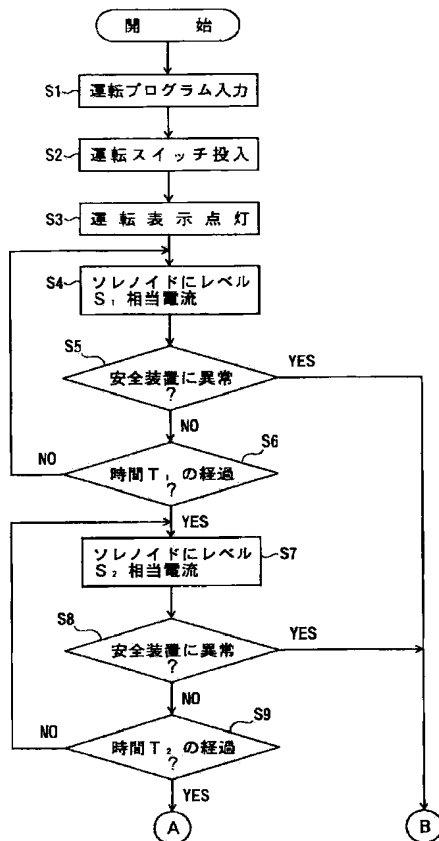 開 始
S1 運転プログラム入力
S2 運転スイッチ投入
S3 運転表示点灯
S4 ソレノイドにレベル
S₁ 相当電流
S5 YES
安全装置に異常
?
NO
S6
NO 時間T₁ の経過
?
YES
S7
ソレノイドにレベル
S₂ 相当電流
S8 YES
安全装置に異常
?
NO
S9
NO 時間T₂ の経過
?
YES
A B